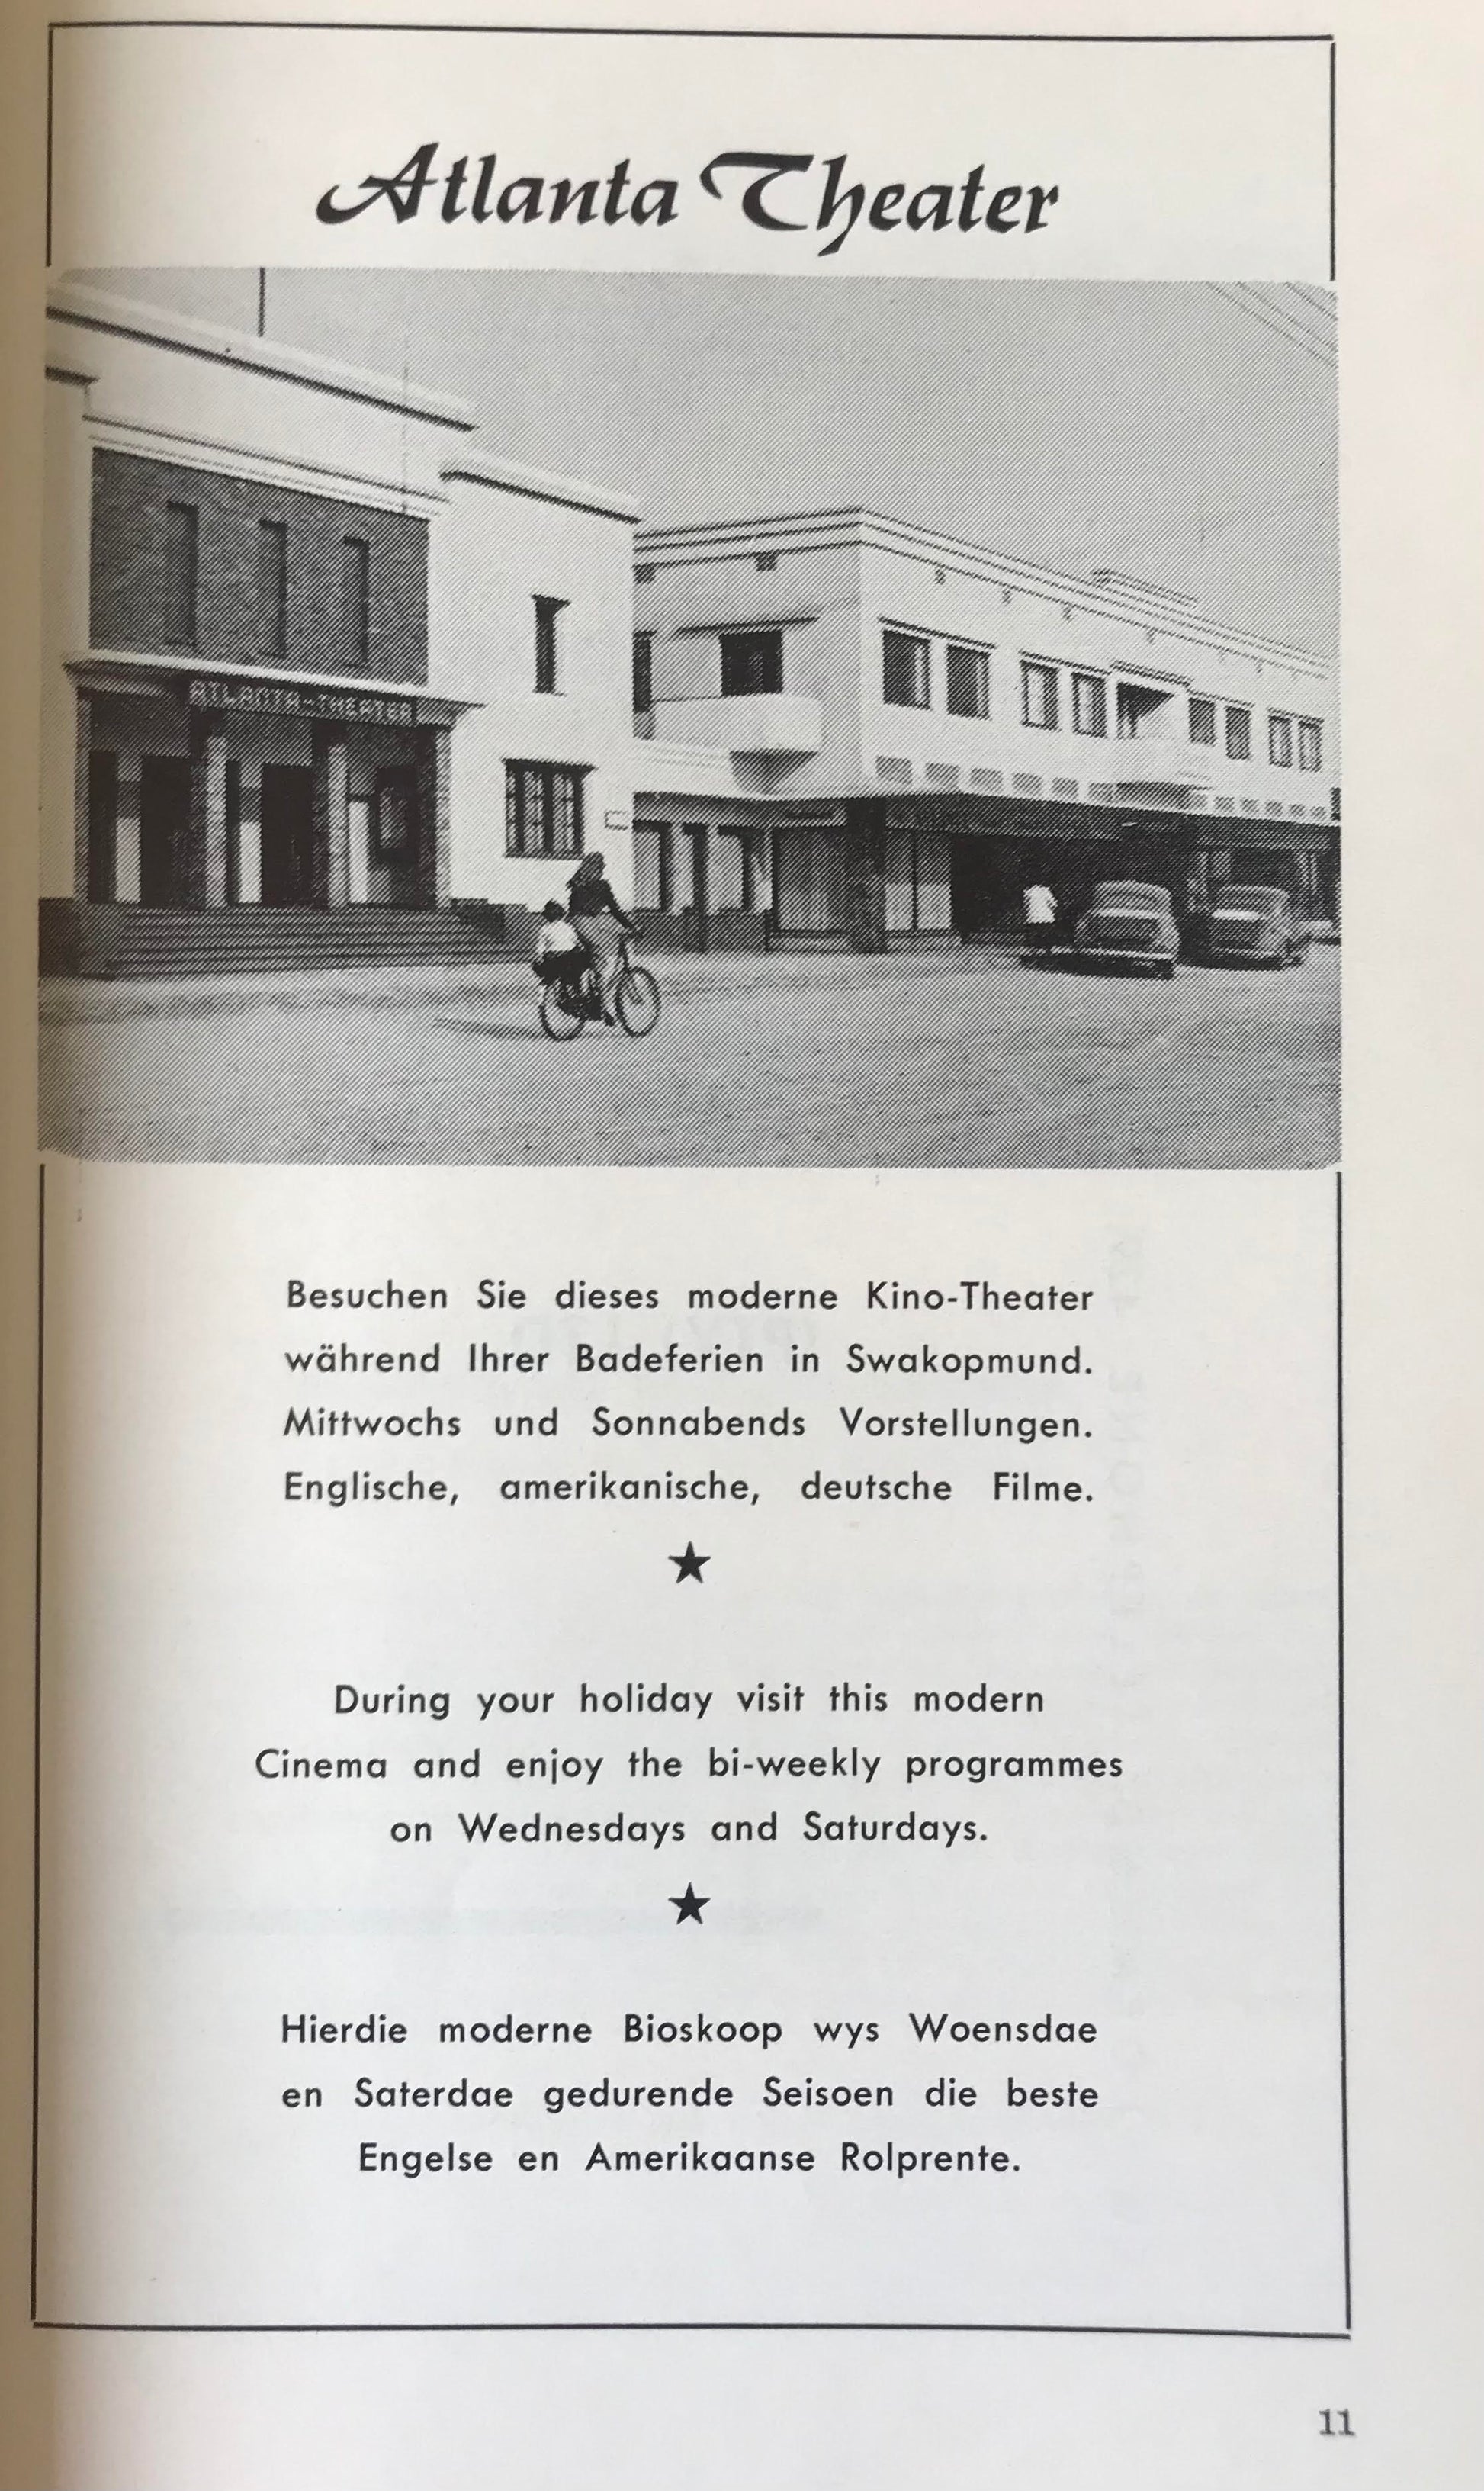 Atlanta Theater
ATLANTA-THEATER
Besuchen Sie dieses moderne Kino-Theater
während Ihrer Badeferien in Swakopmund.
Mittwochs und Sonnabends Vorstellungen.
Englische, amerikanische, deutsche Filme.
During your holiday visit this modern
Cinema and enjoy the bi-weekly programmes
on Wednesdays and Saturdays.
Hierdie moderne Bioskoop wys Woensdae
en Saterdae gedurende Seisoen die beste
Engelse en Amerikaanse Rolprente.
11